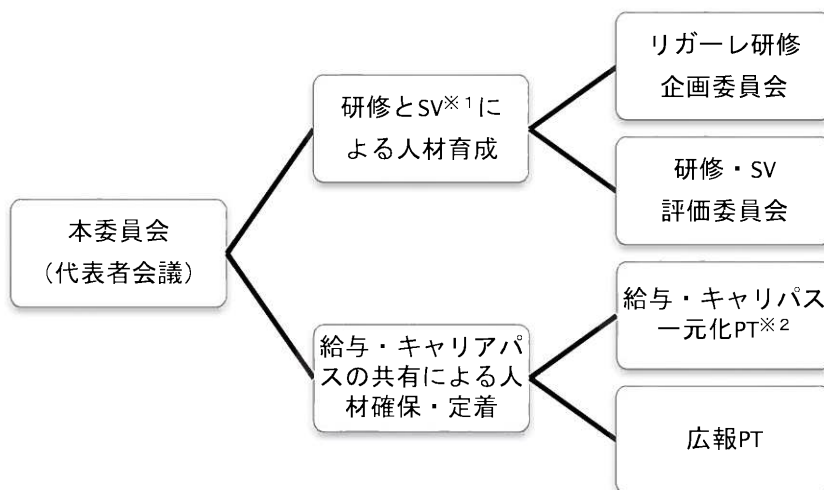 本委員会
（代表者会議）
研修とSV※1に
よる人材育成
給与・キャリアパ
スの共有による人
材確保・定着
リガーレ研修
企画委員会
研修・SV
評価委員会
給与・キャリパス
一元化PT※2
広報PT